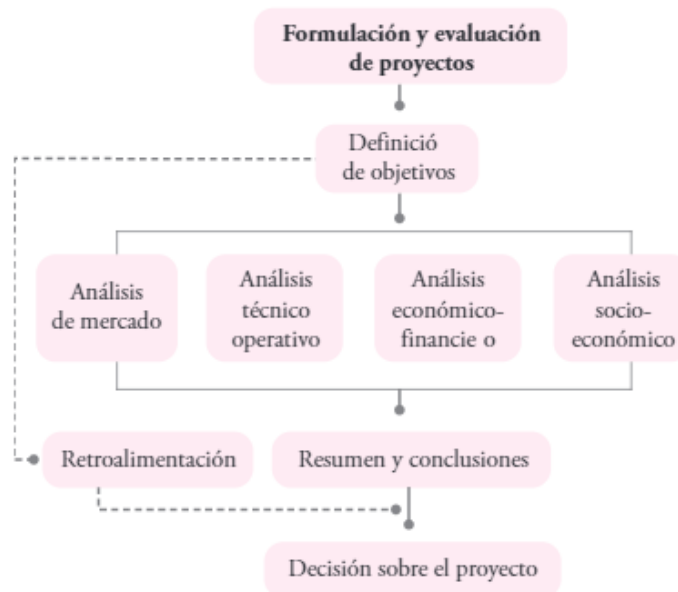 Formulación y evaluación
de proyectos
Definició
de objetivos
Análisis
de mercado
Análisis
técnico
operativo
Análisis
económico-
financie o
Análisis
socio-
económico
Retroalimentación
Resumen y conclusiones
Decisión sobre el proyecto